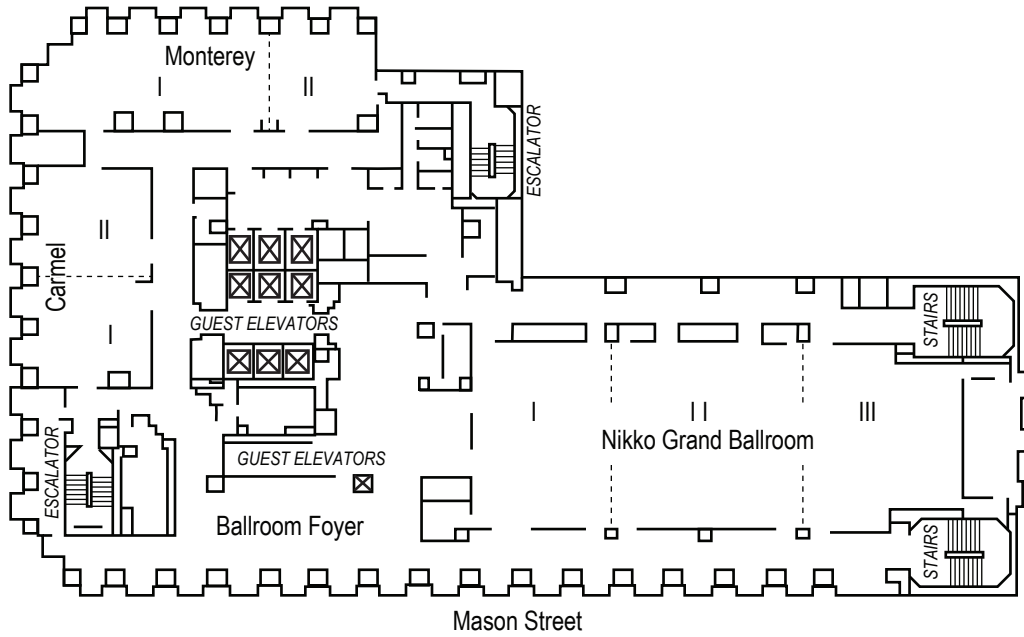 Monterey
I
II
ESCALATOR
II
Carmel
I
GUEST ELEVATORS
STAIRS
I
I I
III
Nikko Grand Ballroom
ESCALATOR
GUEST ELEVATORS
Ballroom Foyer
STAIRS
Mason Street